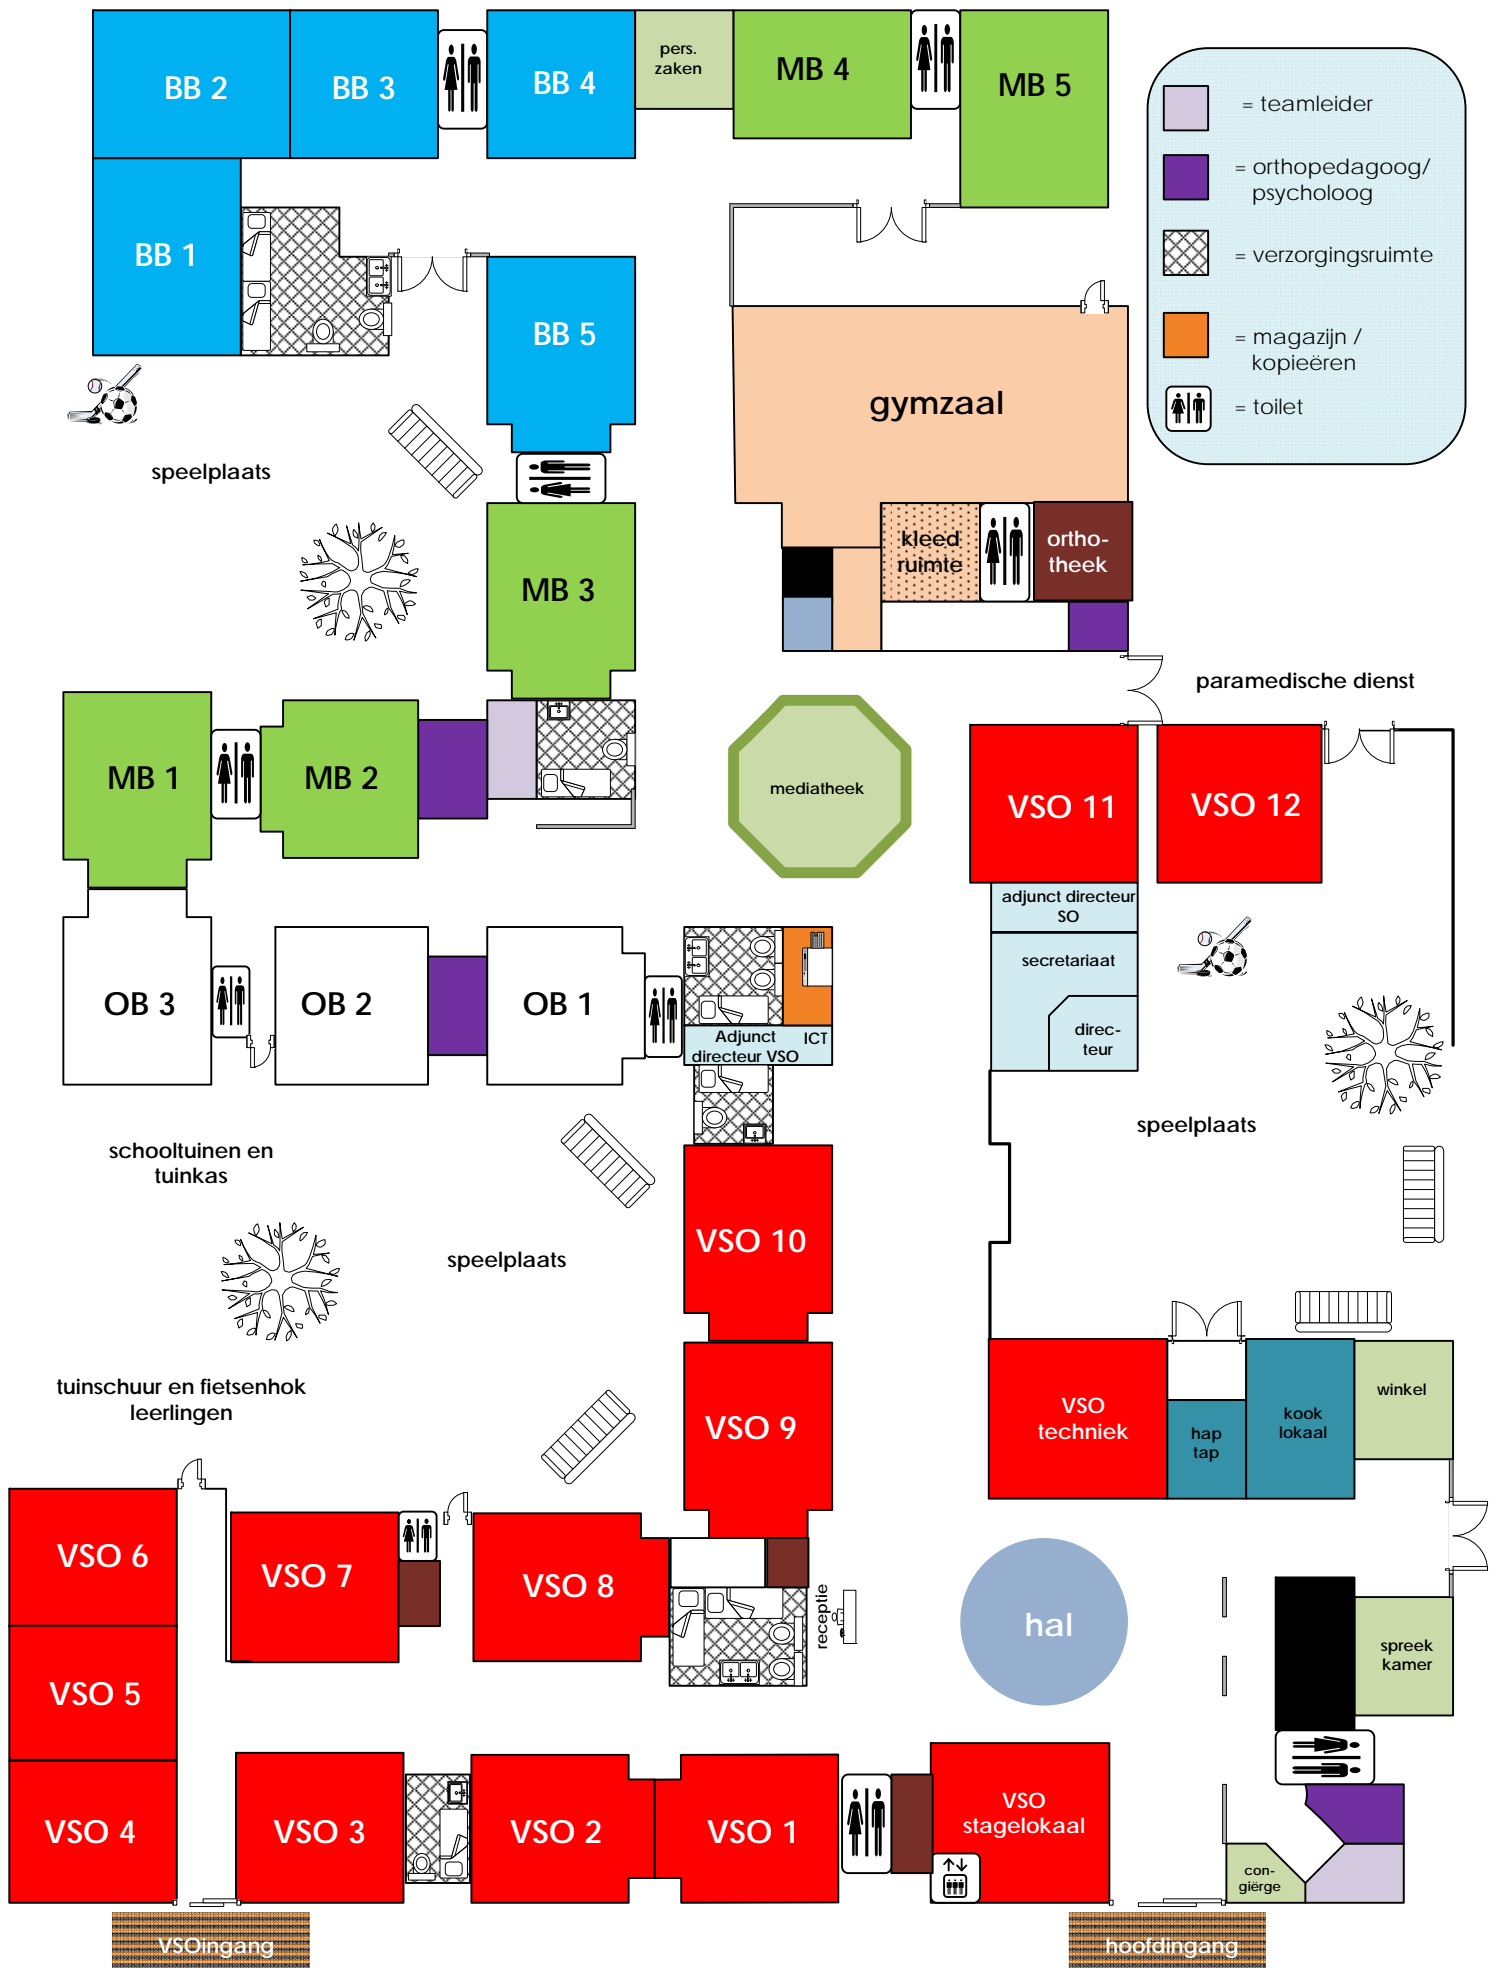 BB 2
BB 3
BB 4
pers.
zaken
MB 4
MB 5
= teamleider
= orthopedagoog/
psycholoog
= verzorgingsruimte
= magazijn /
kopieëren
= toilet
BB 1
BB 5
gymzaal
speelplaats
kleed
ruimte
ortho-
theek
MB 3
paramedische dienst
MB 1
MB 2
mediatheek
VSO 11
VSO 12
adjunct directeur
SO
secretariaat
direc-
teur
OB 3
OB 2
OB 1
Adjunct
directeur VSO
ICT
speelplaats
schooltuinen en
tuinkas
speelplaats
VSO 10
tuinschuur en fietsenhok
leerlingen
VSO 9
VSO
techniek
hap
tap
kook
lokaal
winkel
VSO 6
VSO 7
VSO 8
receptie
hal
spreek
kamer
VSO 5
VSO 4
VSO 3
VSO 2
VSO 1
VSO
stagelokaal
con-
giërge
VSOingang
hoofdingang